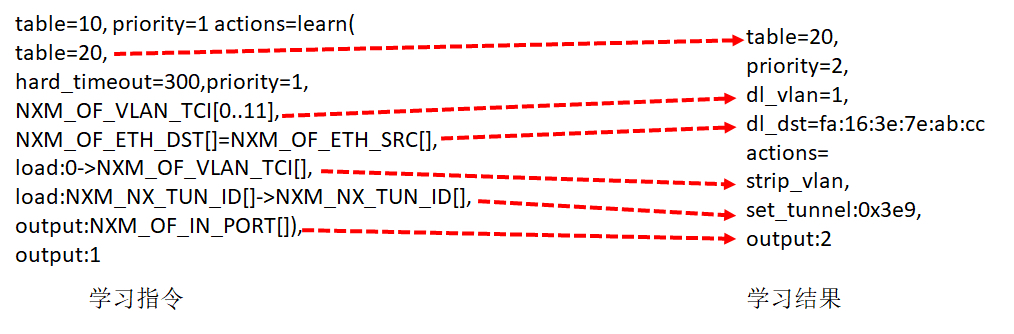 table=10, priority=1 actions=learn(
table=20,
hard_timeout=300,priority=1,
NXM_OF_VLAN_TCI[0..11],
NXM_OF_ETH_DST[]=NXM_OF_ETH_SRC[],
load:0->NXM_OF_VLAN_TCI[],
load:NXM_NX_TUN_ID[]->NXM_NX_TUN_ID[],
output:NXM_OF_IN_PORT[]),
output:1
学习指令
table=20,
priority=2,
dl_vlan=1,
dl_dst=fa:16:3e:7e:ab:cc
actions=
strip_vlan,
set_tunnel:0x3e9,
output:2
学习结果